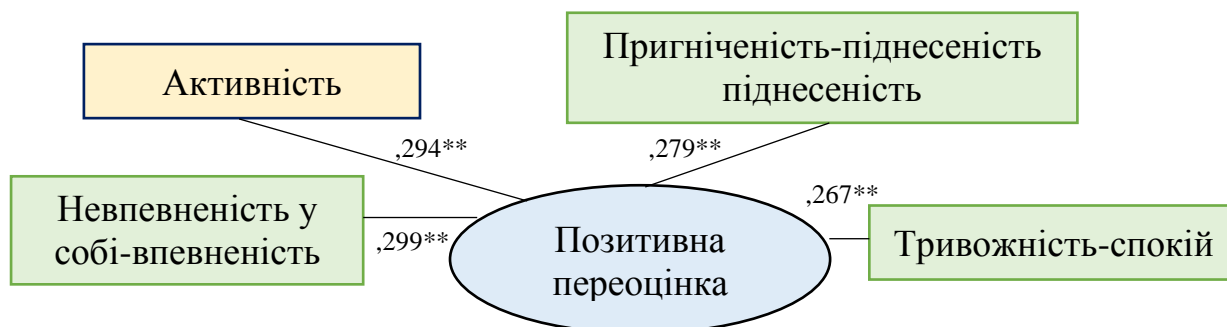 Активність
Пригніченість-піднесеність
піднесеність
,294**
,279**
Невпевненість у
собі-впевненість
,299**
Позитивна
переоцінка
,267**
Тривожність-спокій